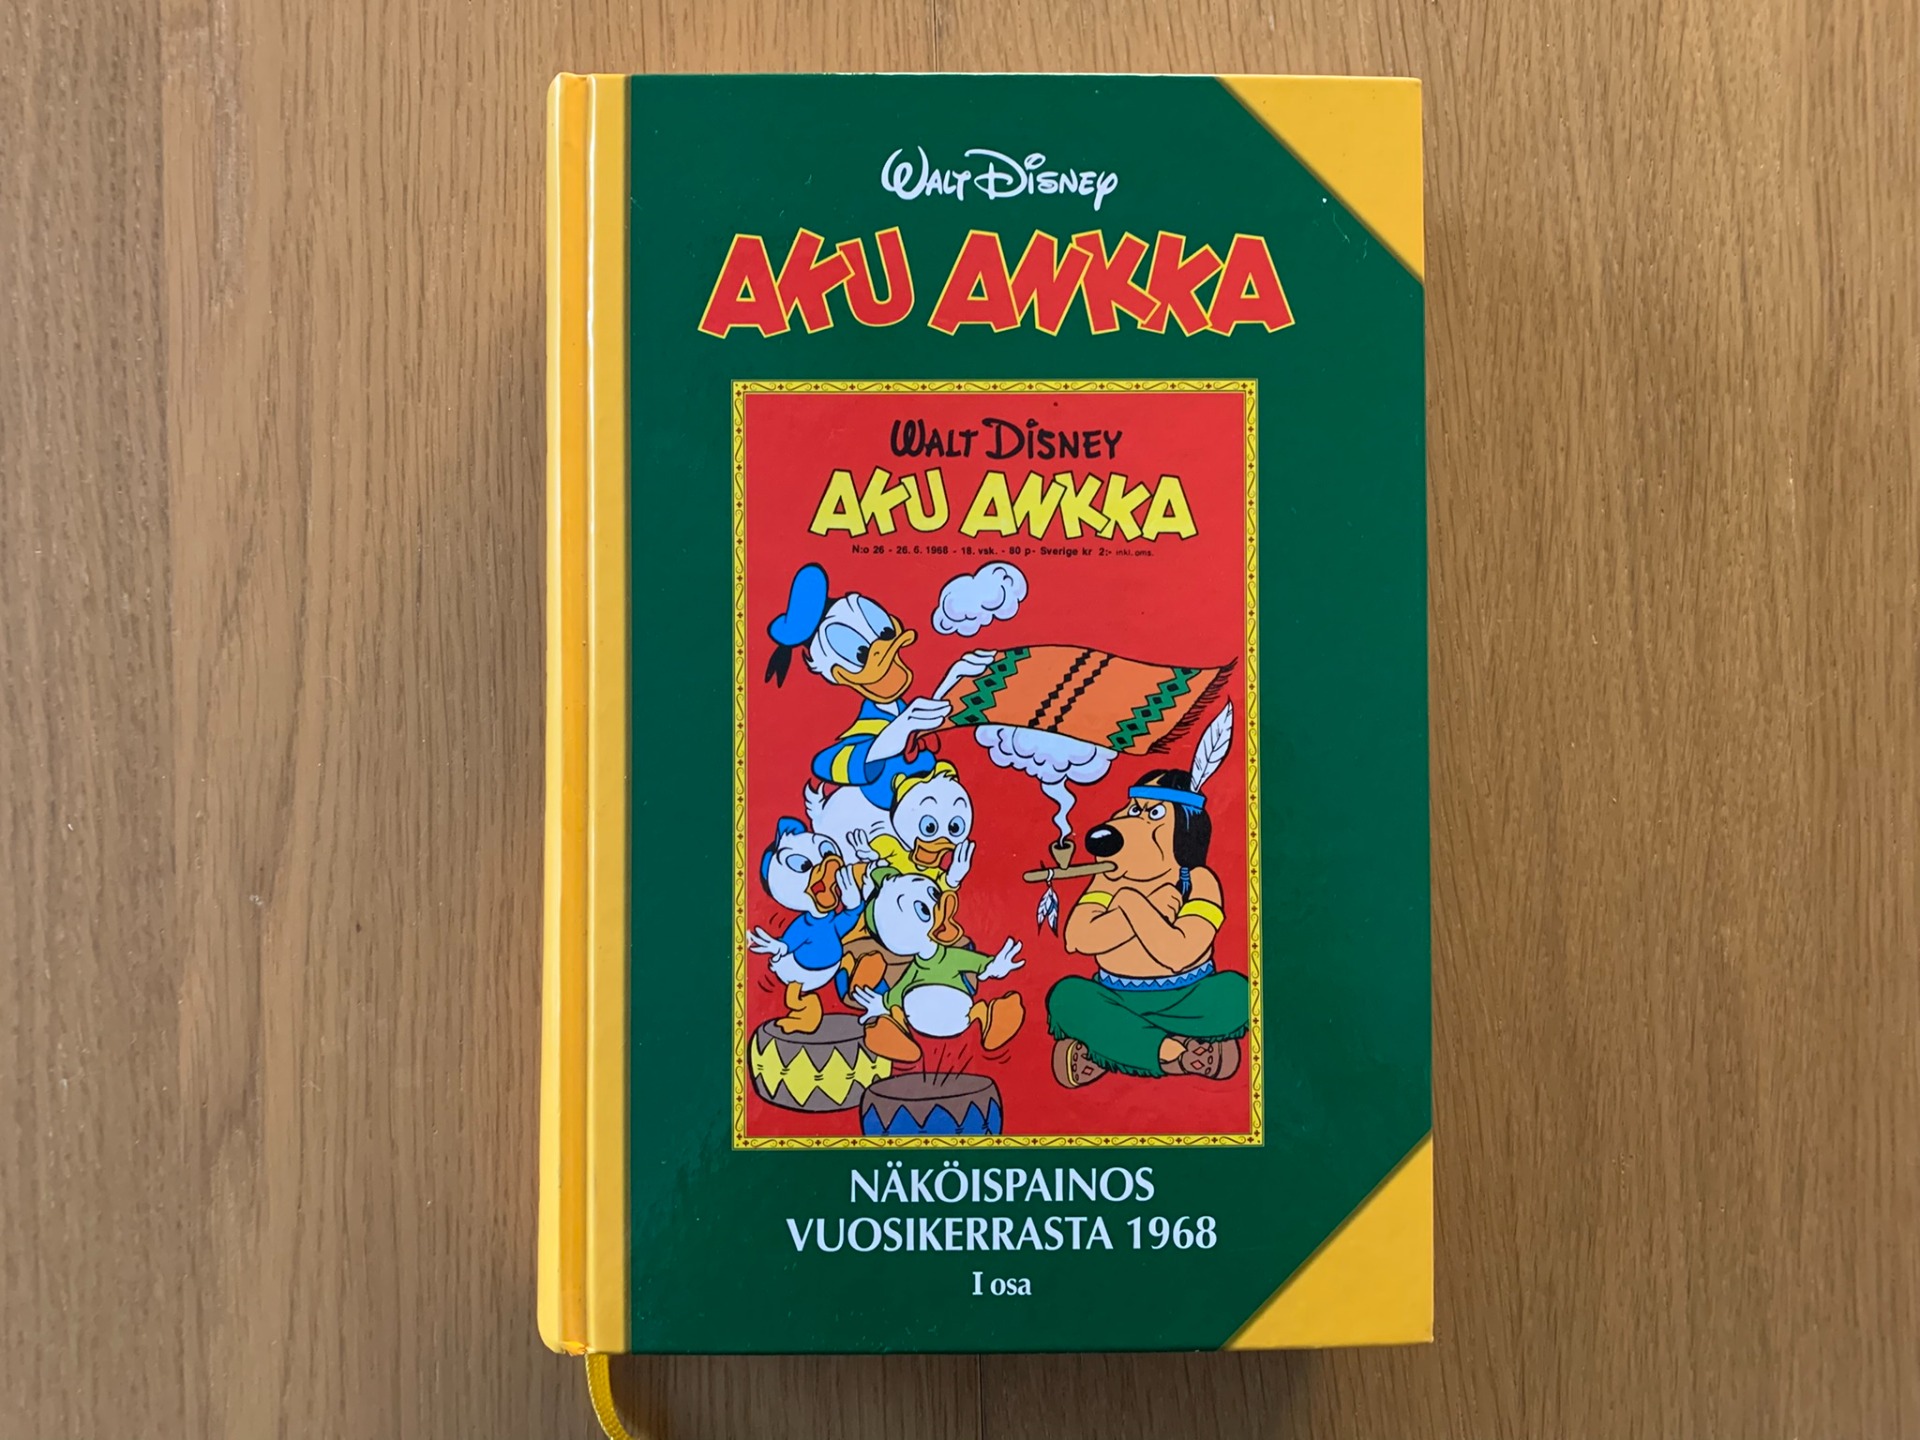 WALT DISNEY
AKU ANKKA
WALT DISNEY
AKU ANKKA
N:o 26 - 26. 6. 1968 - 18. vsk. - 80 p - Sverige kr 2:- inkl. oms.
NÄKÖISPAINOS
VUOSIKERRASTA 1968
I osa